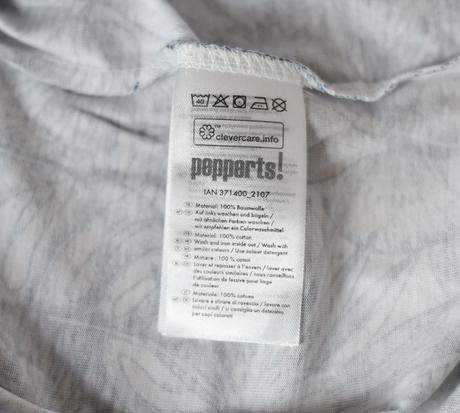 40
clevercare.info
pepperts!
IAN 371400_2107
Material: 100% Baumwolle
Auf links waschen und bügeln /
mit ähnlichen Farben waschen /
wir empfehlen ein Colorwaschmittel
Material: 100% cotton
Wash and iron inside out / Wash with
similar colours / Use colour detergent
Matière : 100 % coton
Laver et repasser à l'envers / laver avec
des couleurs similaires / nous conseillons
l'utilisation de lessive pour linge
de couleur
Materiale: 100% cotone
Lavare e stirare al rovescio / lavare con
colori simili / si consiglia un detersivo
per capi colorati